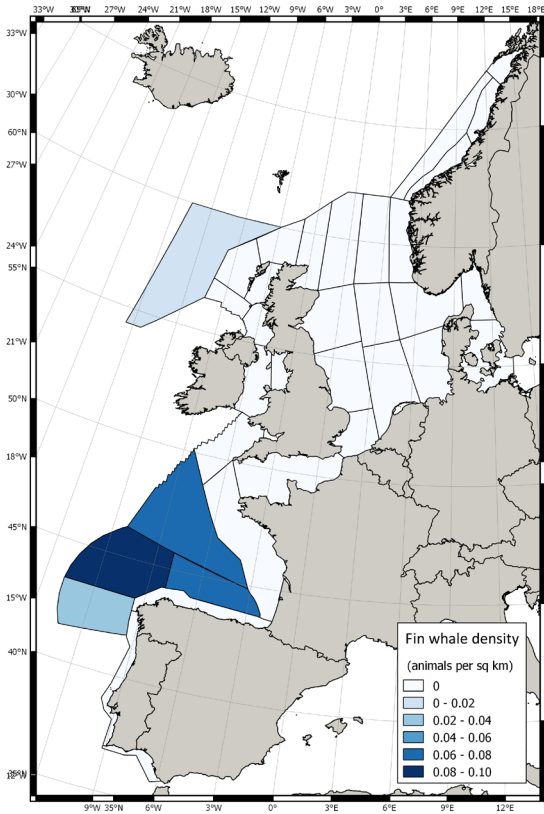 33°W 27°W 24°W 21°W 18°W 15°W 12°W 9°W 6°W 3°W 0° 3°E 6°E 9°E 12°E 15°E 18°E
33°W
30°W
60°N
27°W
24°W
55°N
21°W
50°N
18°W
45°N
15°W
40°N
Fin whale density
(animals per sq km)
0
0 - 0.02
0.02 - 0.04
0.04 - 0.06
0.06 - 0.08
0.08 - 0.10
9°W 35°N 6°W 3°W 0° 3°E 6°E 9°E 12°E